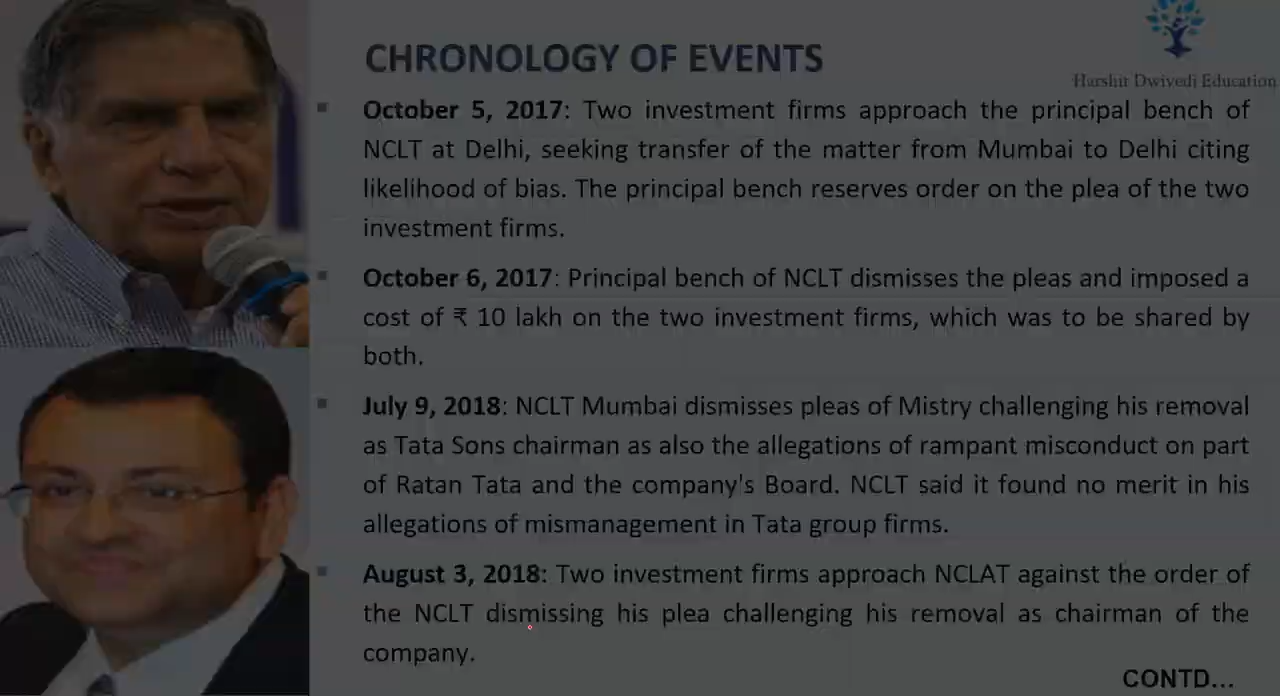 CHRONOLOGY OF EVENTS
Harshit Dwivedi Education
October 5, 2017: Two investment firms approach the principal bench of
NCLT at Delhi, seeking transfer of the matter from Mumbai to Delhi citing
likelihood of bias. The principal bench reserves order on the plea of the two
investment firms.
October 6, 2017: Principal bench of NCLT dismisses the pleas and imposed a
cost of ₹ 10 lakh on the two investment firms, which was to be shared by
both.
July 9, 2018: NCLT Mumbai dismisses pleas of Mistry challenging his removal
as Tata Sons chairman as also the allegations of rampant misconduct on part
of Ratan Tata and the company's Board. NCLT said it found no merit in his
allegations of mismanagement in Tata group firms.
August 3, 2018: Two investment firms approach NCLAT against the order of
the NCLT dismissing his plea challenging his removal as chairman of the
company.
CONTD...